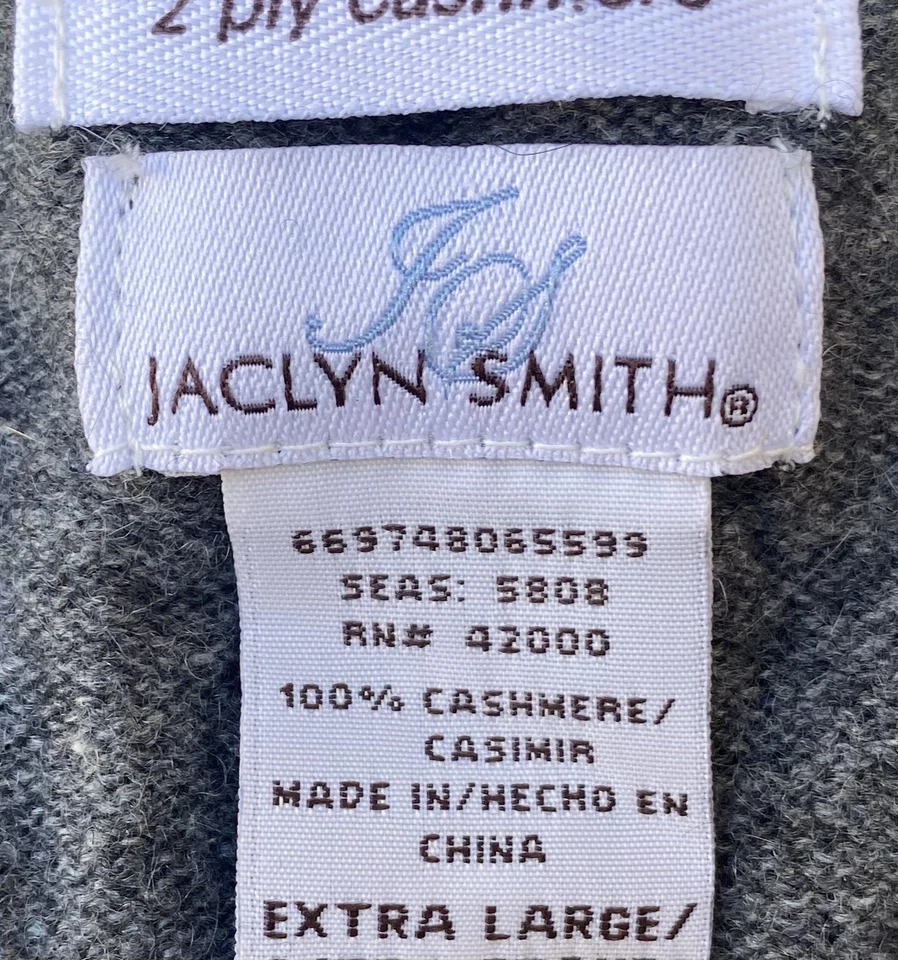 2 ply cashmere
JS
JACLYN SMITH®
669748065599
SEAS: 5808
RN# 42000
100% CASHMERE/
CASIMIR
MADE IN/HECHO EN
CHINA
EXTRA LARGE/